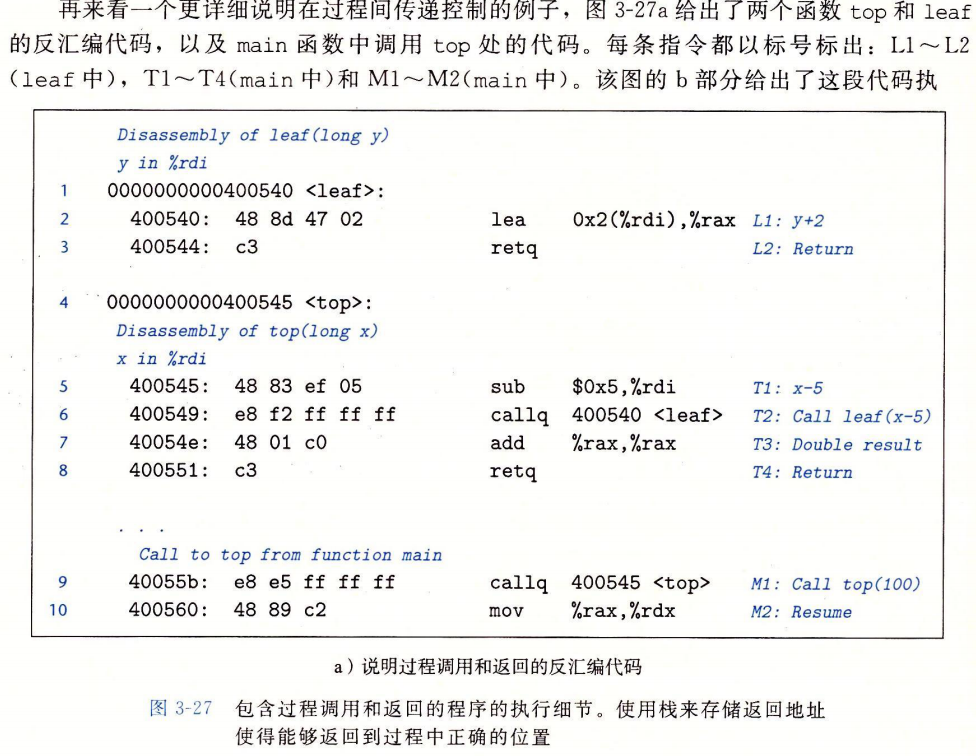 再来看一个更详细说明在过程间传递控制的例子，图 3-27a 给出了两个函数 top 和 leaf
的反汇编代码，以及 main 函数中调用 top 处的代码。每条指令都以标号标出：L1～L2
(leaf 中)，T1～T4(main 中)和 M1～M2(main 中)。该图的 b 部分给出了这段代码执
Disassembly of leaf(long y)
y in %rdi
1 0000000000400540 <leaf>:
2 400540: 48 8d 47 02 lea 0x2(%rdi),%rax L1: y+2
3 400544: c3 retq L2: Return
4 0000000000400545 <top>:
Disassembly of top(long x)
x in %rdi
5 400545: 48 83 ef 05 sub $0x5,%rdi T1: x-5
6 400549: e8 f2 ff ff ff callq 400540 <leaf> T2: Call leaf(x-5)
7 40054e: 48 01 c0 add %rax,%rax T3: Double result
8 400551: c3 retq T4: Return
. . .
Call to top from function main
9 40055b: e8 e5 ff ff ff callq 400545 <top> M1: Call top(100)
10 400560: 48 89 c2 mov %rax,%rdx M2: Resume
a）说明过程调用和返回的反汇编代码
图 3-27 包含过程调用和返回的程序的执行细节。使用栈来存储返回地址
使得能够返回到过程中正确的位置